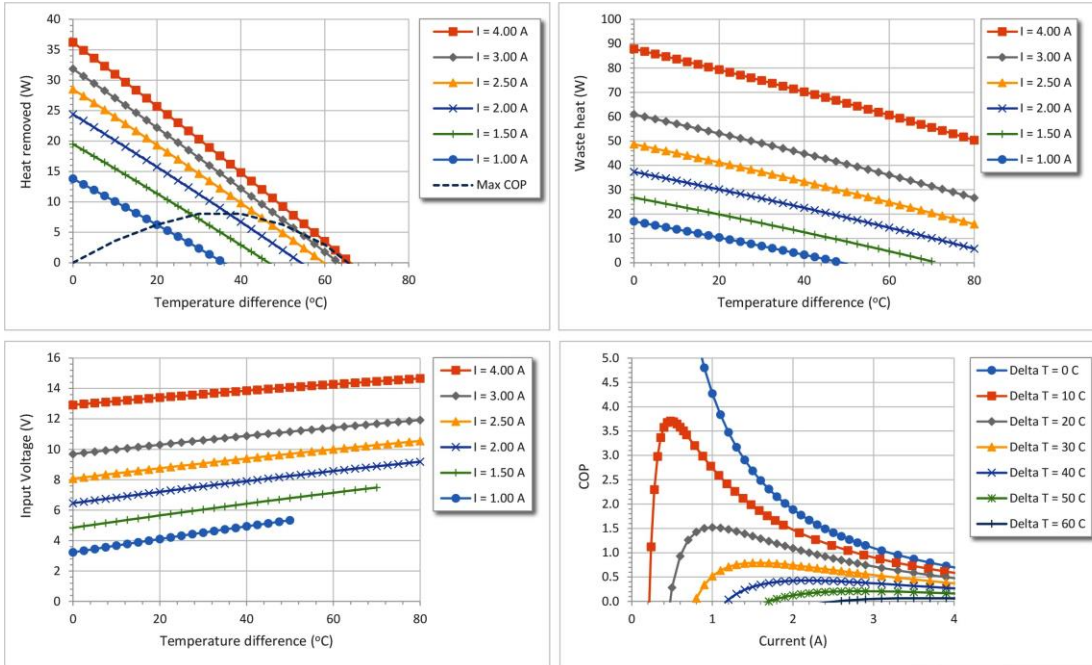 Heat removed (W)
40
35
30
25
20
15
10
5
0
0 20 40 60 80
Temperature difference (°C)
I = 4.00 A
I = 3.00 A
I = 2.50 A
I = 2.00 A
I = 1.50 A
I = 1.00 A
Max COP
Waste heat (W)
100
90
80
70
60
50
40
30
20
10
0
0 20 40 60 80
Temperature difference (°C)
I = 4.00 A
I = 3.00 A
I = 2.50 A
I = 2.00 A
I = 1.50 A
I = 1.00 A
Input Voltage (V)
16
14
12
10
8
6
4
2
0
0 20 40 60 80
Temperature difference (°C)
I = 4.00 A
I = 3.00 A
I = 2.50 A
I = 2.00 A
I = 1.50 A
I = 1.00 A
COP
5.0
4.5
4.0
3.5
3.0
2.5
2.0
1.5
1.0
0.5
0.0
0 1 2 3 4
Current (A)
Delta T = 0 C
Delta T = 10 C
Delta T = 20 C
Delta T = 30 C
Delta T = 40 C
Delta T = 50 C
Delta T = 60 C